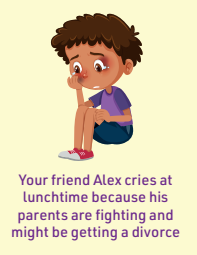 Your friend Alex cries at
lunchtime because his
parents are fighting and
might be getting a divorce